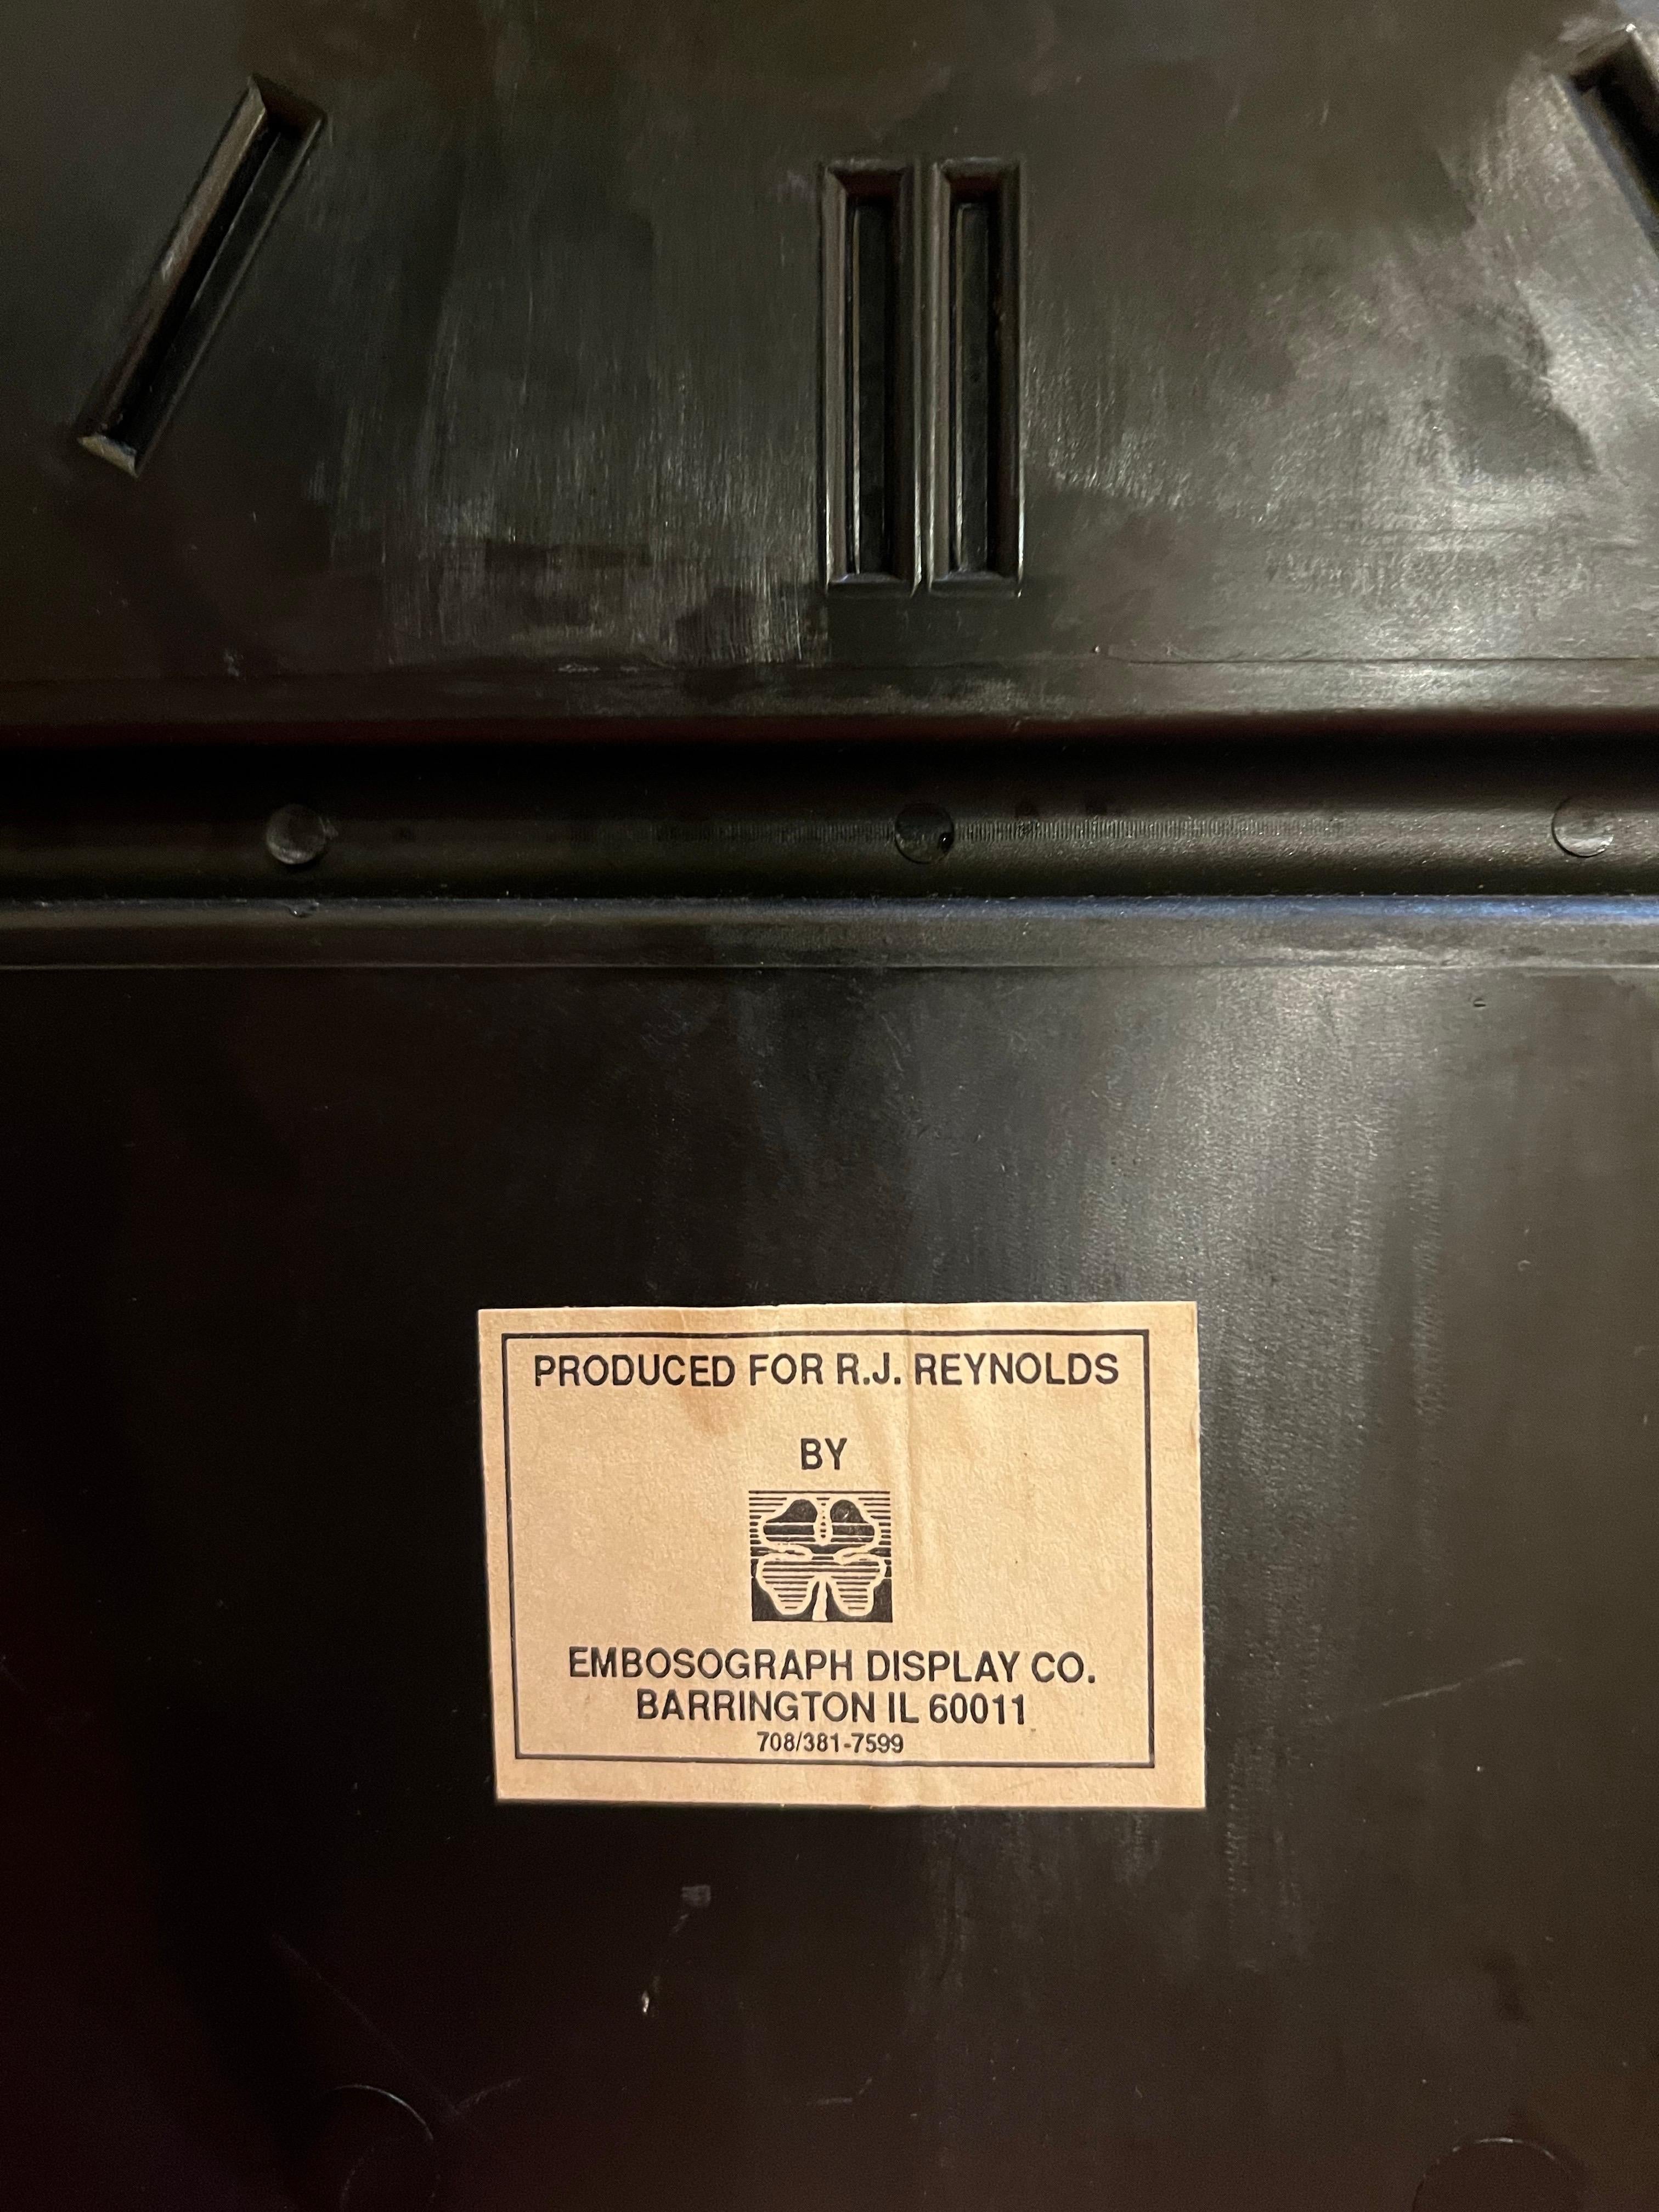 PRODUCED FOR R.J. REYNOLDS
BY
EMBOSOGRAPH DISPLAY CO.
BARRINGTON IL 60011
708/381-7599